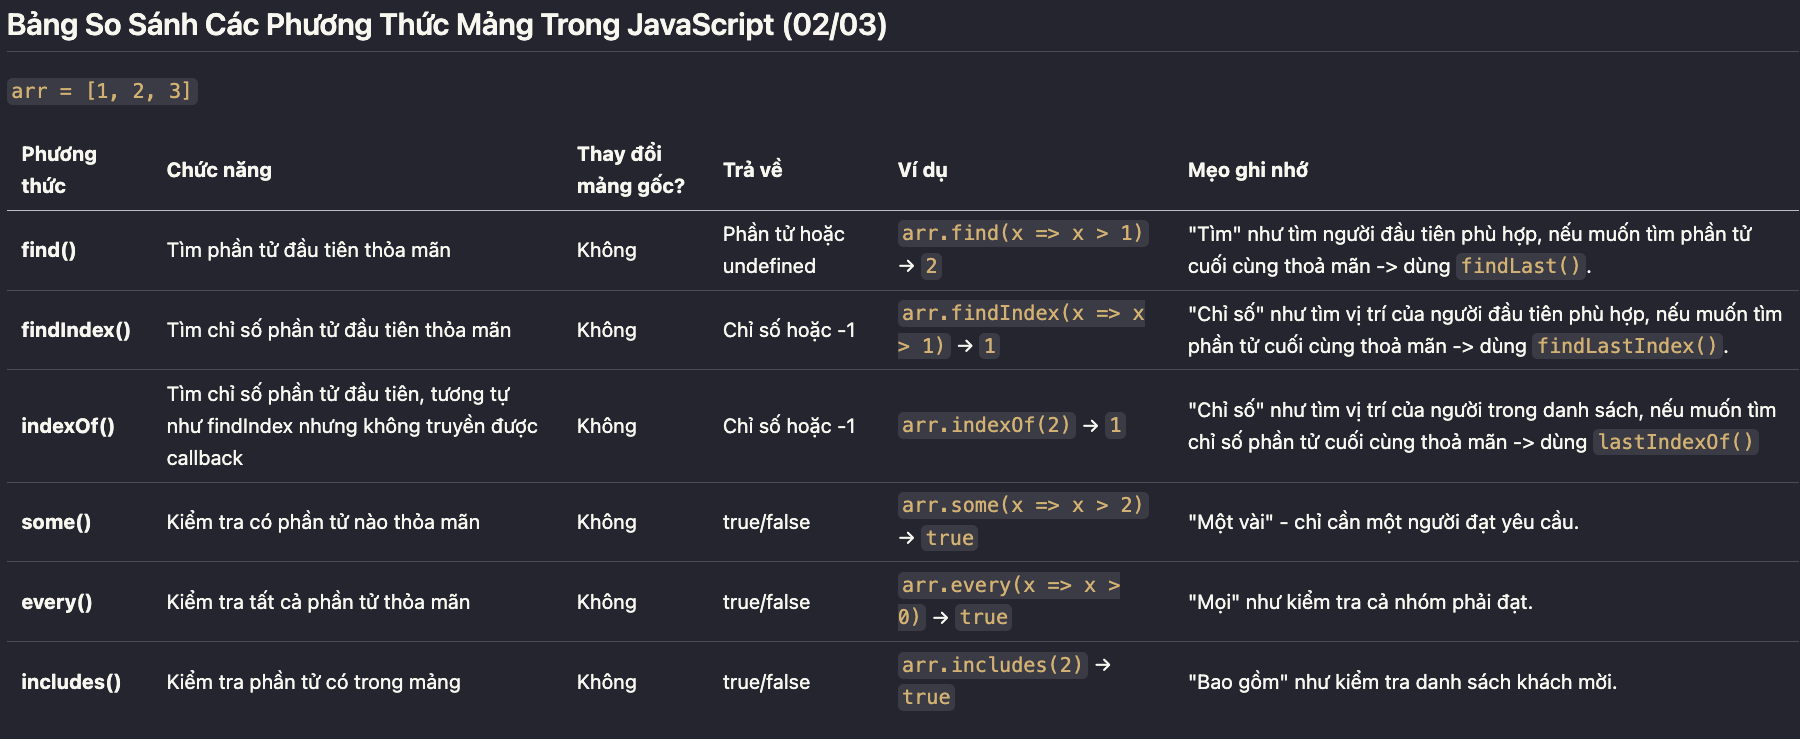 Bảng So Sánh Các Phương Thức Mảng Trong JavaScript (02/03)
arr = [1, 2, 3]
Phương
thức
Chức năng
Thay đổi
mảng gốc?
Trả về
Ví dụ
Mẹo ghi nhớ
find()
Tìm phần tử đầu tiên thỏa mãn
Không
Phần tử hoặc
undefined
arr.find(x => x > 1)
→ 2
"Tìm" như tìm người đầu tiên phù hợp, nếu muốn tìm phần tử
cuối cùng thoả mãn -> dùng findLast().
findIndex()
Tìm chỉ số phần tử đầu tiên thỏa mãn
Không
Chỉ số hoặc -1
arr.findIndex(x => x
> 1) → 1
"Chỉ số" như tìm vị trí của người đầu tiên phù hợp, nếu muốn tìm
phần tử cuối cùng thoả mãn -> dùng findLastIndex().
indexOf()
Tìm chỉ số phần tử đầu tiên, tương tự
như findIndex nhưng không truyền được
callback
Không
Chỉ số hoặc -1
arr.indexOf(2) → 1
"Chỉ số" như tìm vị trí của người trong danh sách, nếu muốn tìm
chỉ số phần tử cuối cùng thoả mãn -> dùng lastIndexOf()
some()
Kiểm tra có phần tử nào thỏa mãn
Không
true/false
arr.some(x => x > 2)
→ true
"Một vài" - chỉ cần một người đạt yêu cầu.
every()
Kiểm tra tất cả phần tử thỏa mãn
Không
true/false
arr.every(x => x >
0) → true
"Mọi" như kiểm tra cả nhóm phải đạt.
includes()
Kiểm tra phần tử có trong mảng
Không
true/false
arr.includes(2) →
true
"Bao gồm" như kiểm tra danh sách khách mời.